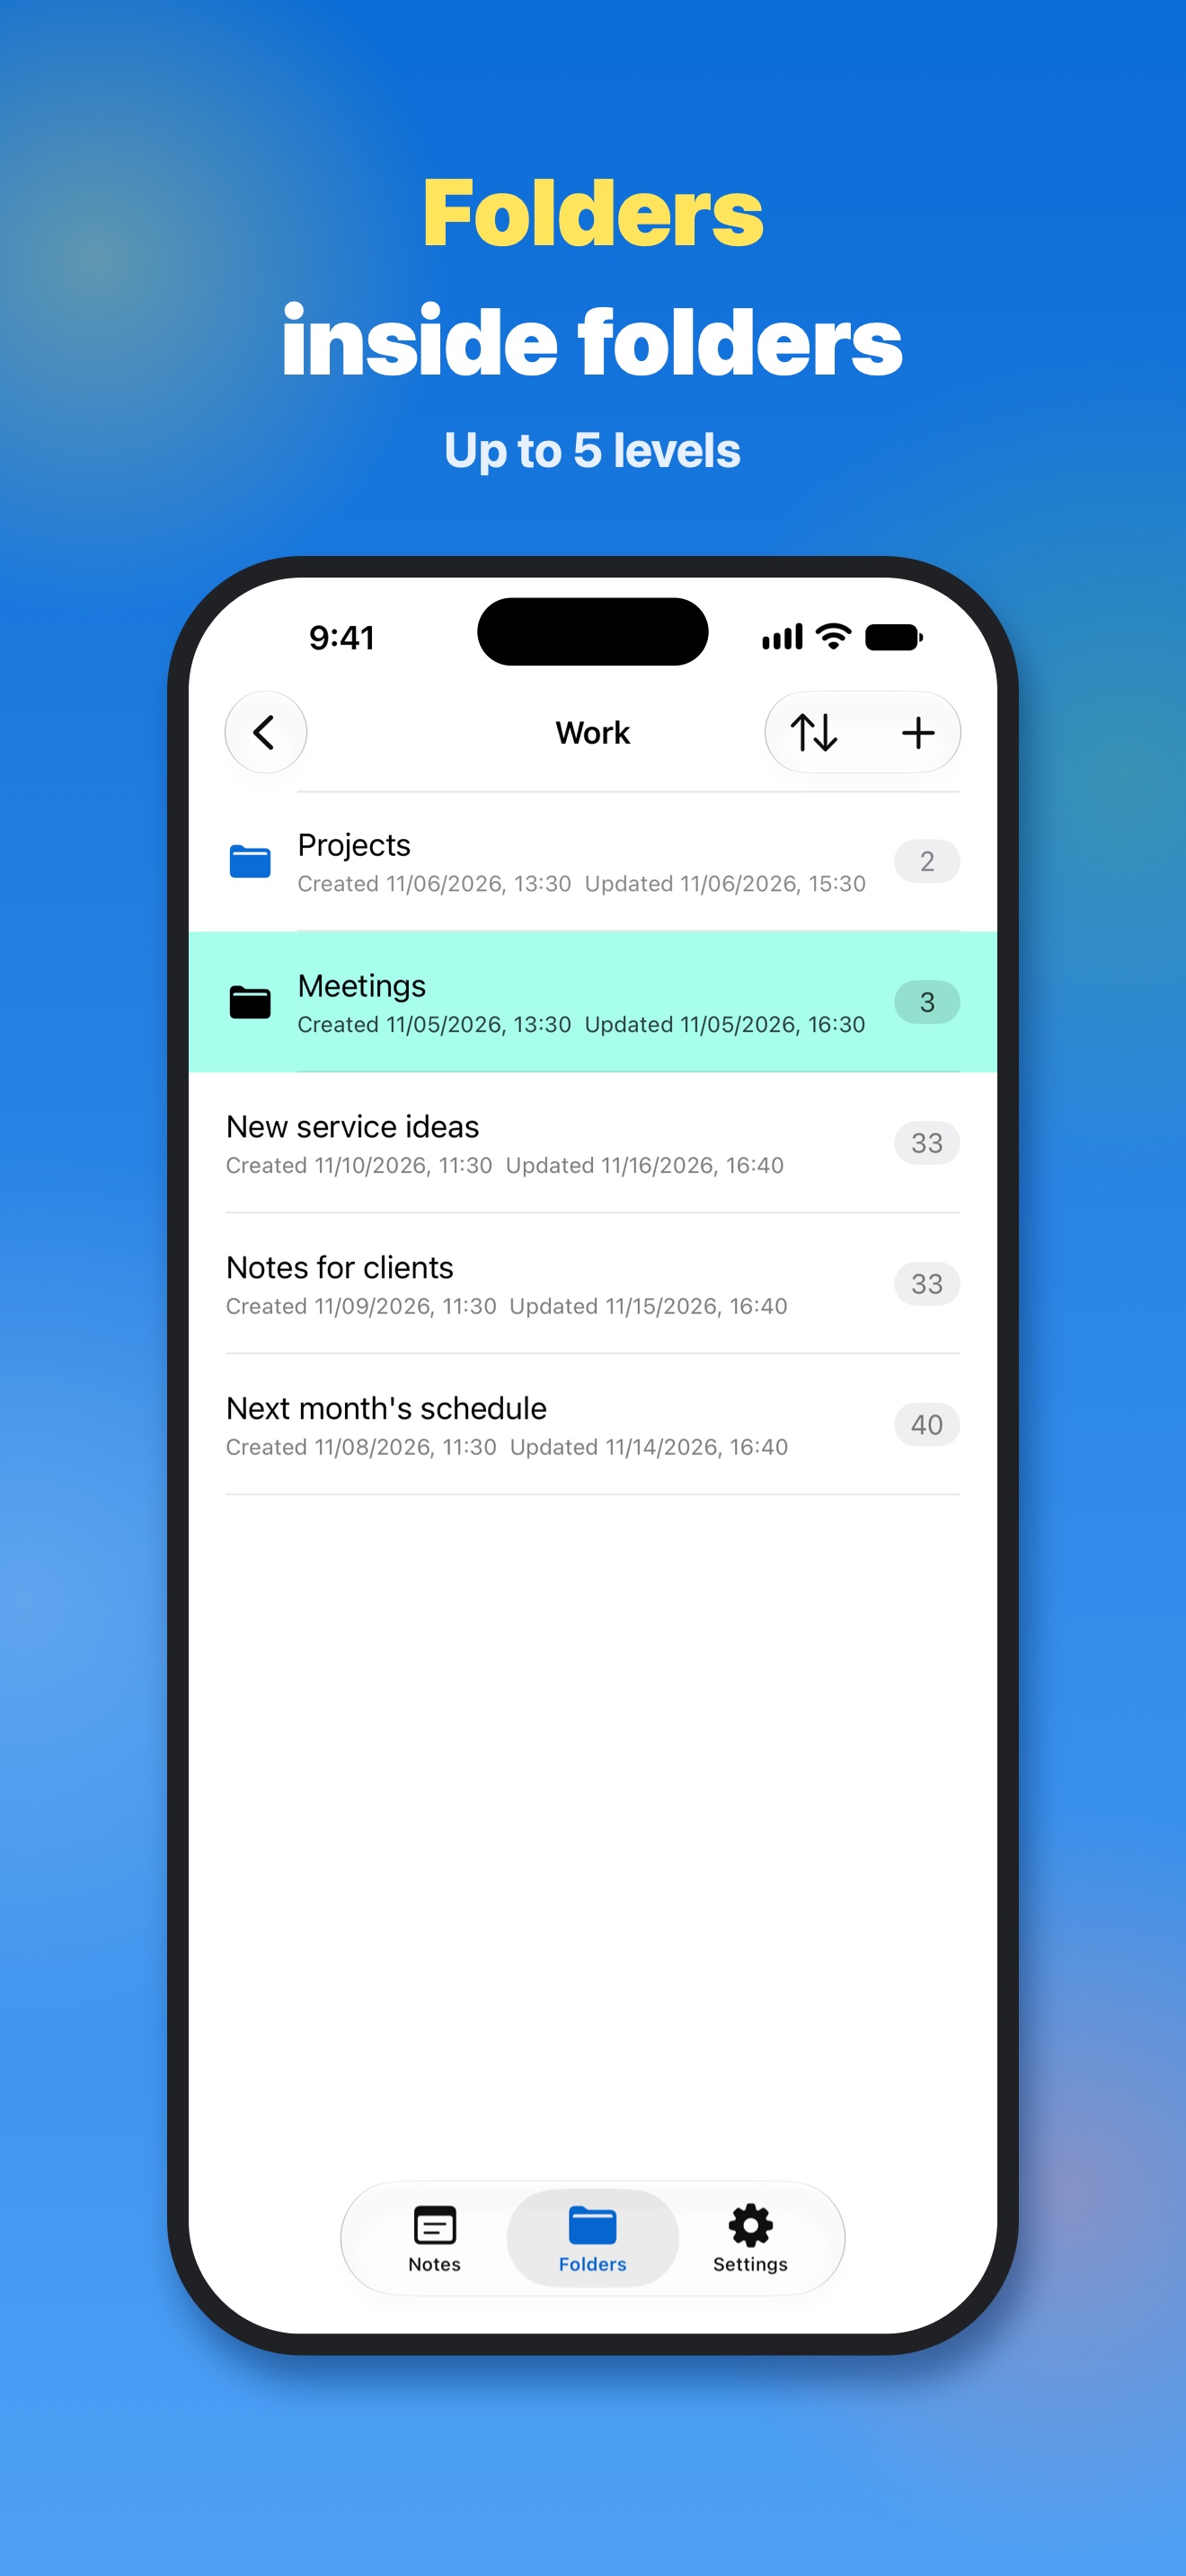 Folders
inside folders
Up to 5 levels
9:41
Work
Projects
Created 11/06/2026, 13:30 Updated 11/06/2026, 15:30
2
Meetings
Created 11/05/2026, 13:30 Updated 11/05/2026, 16:30
3
New service ideas
Created 11/10/2026, 11:30 Updated 11/16/2026, 16:40
33
Notes for clients
Created 11/09/2026, 11:30 Updated 11/15/2026, 16:40
33
Next month's schedule
Created 11/08/2026, 11:30 Updated 11/14/2026, 16:40
40
Notes
Folders
Settings